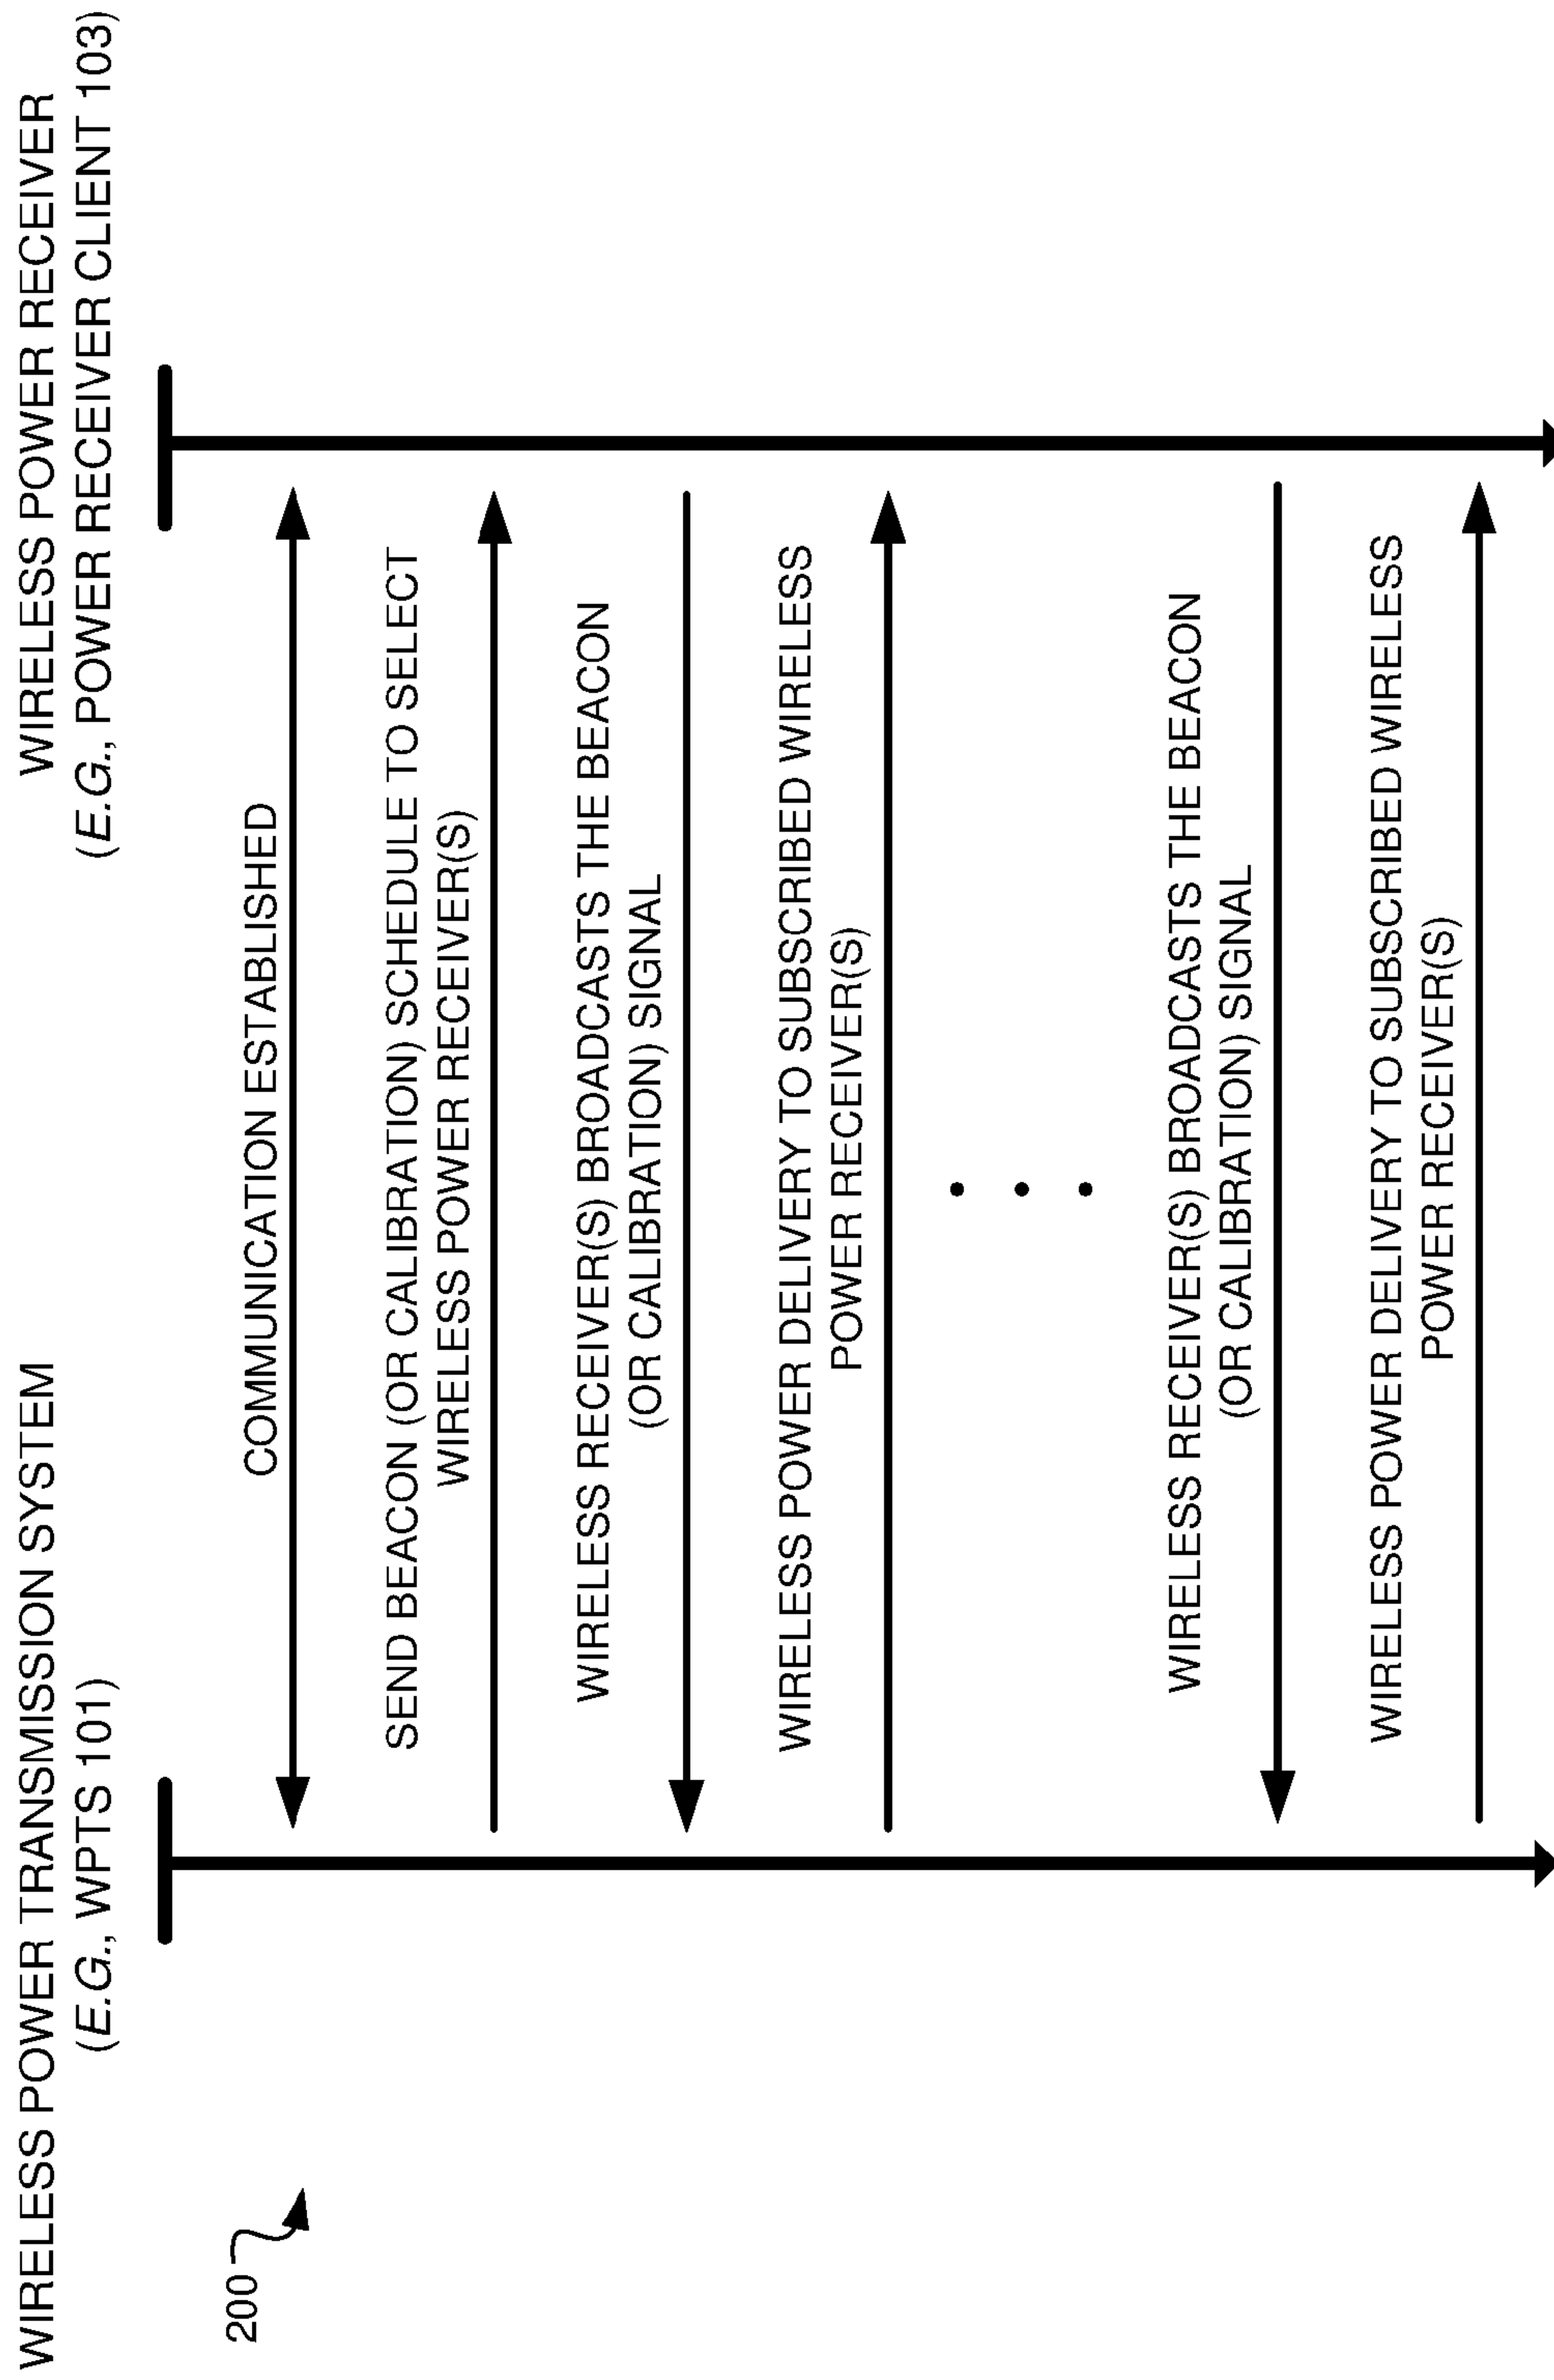 WIRELESS POWER TRANSMISSION SYSTEM
(E.G., WPTS 101)
WIRELESS POWER RECEIVER
(E.G., POWER RECEIVER CLIENT 103)
200
COMMUNICATION ESTABLISHED
SEND BEACON (OR CALIBRATION) SCHEDULE TO SELECT
WIRELESS POWER RECEIVER(S)
WIRELESS RECEIVER(S) BROADCASTS THE BEACON
(OR CALIBRATION) SIGNAL
WIRELESS POWER DELIVERY TO SUBSCRIBED WIRELESS
POWER RECEIVER(S)
WIRELESS RECEIVER(S) BROADCASTS THE BEACON
(OR CALIBRATION) SIGNAL
WIRELESS POWER DELIVERY TO SUBSCRIBED WIRELESS
POWER RECEIVER(S)